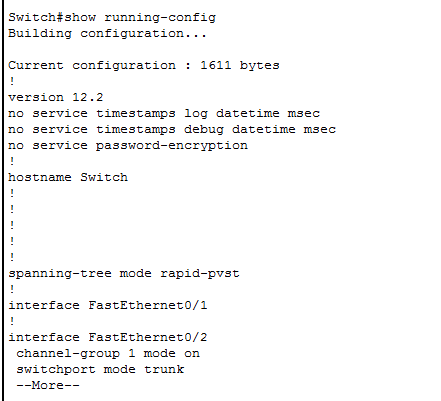 Switch#show running-config
Building configuration...
Current configuration : 1611 bytes
!
version 12.2
no service timestamps log datetime msec
no service timestamps debug datetime msec
no service password-encryption
!
hostname Switch
!
!
!
!
!
spanning-tree mode rapid-pvst
!
interface FastEthernet0/1
!
interface FastEthernet0/2
channel-group 1 mode on
switchport mode trunk
--More--